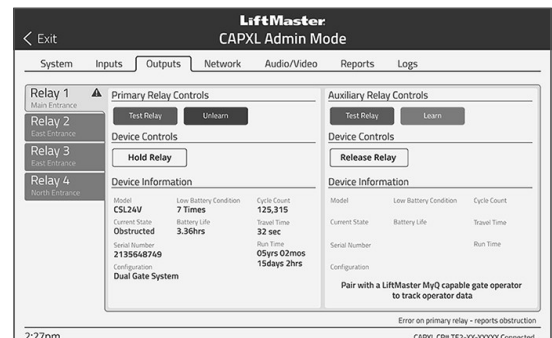 LiftMaster
< Exit
CAPXL Admin Mode
System Inputs Outputs Network Audio/Video Reports Logs
Relay 1
Main Entrance
Relay 2
East Entrance
Relay 3
East Entrance
Relay 4
North Entrance
Primary Relay Controls
Test Relay Unlearn
Device Controls
Hold Relay
Device Information
Model Low Battery Condition Cycle Count
CSL24V 7 Times 125,315
Current State Battery Life Travel Time
Obstructed 3.36hrs 32 sec
Serial Number Run Time
2135648749 05yrs 02mos
15days 2hrs
Configuration
Dual Gate System
Auxiliary Relay Controls
Test Relay Learn
Device Controls
Release Relay
Device Information
Model Low Battery Condition Cycle Count
Current State Battery Life Travel Time
Serial Number Run Time
Configuration
Pair with a LiftMaster MyQ capable gate operator
to track operator data
Error on primary relay - reports obstruction
2:27pm
CAPXL Connected